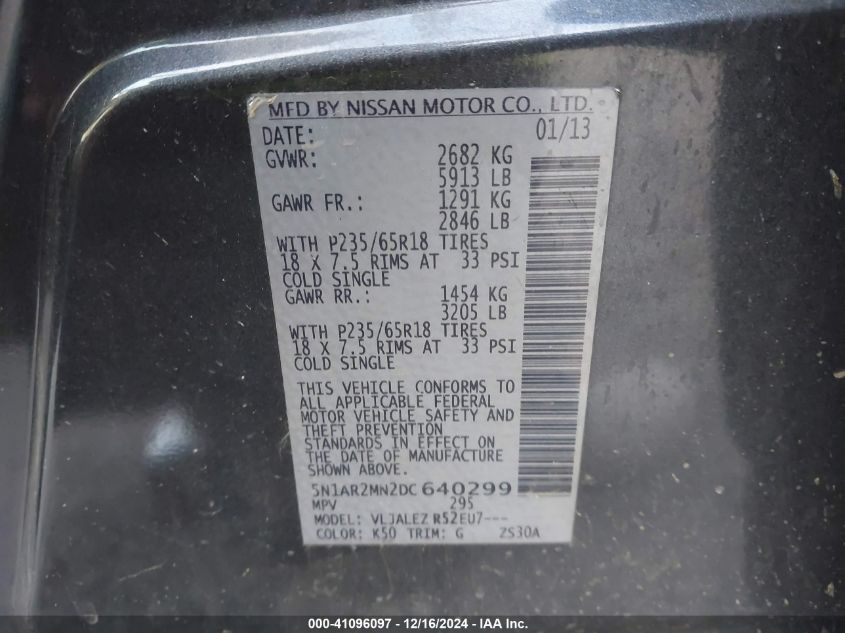 MFD BY NISSAN MOTOR CO., LTD.
DATE: 01/13
GVWR: 2682 KG
5913 LB
GAWR FR.: 1291 KG
2846 LB
WITH P235/65R18 TIRES
18 X 7.5 RIMS AT 33 PSI
COLD SINGLE
GAWR RR.: 1454 KG
3205 LB
WITH P235/65R18 TIRES
18 X 7.5 RIMS AT 33 PSI
COLD SINGLE
THIS VEHICLE CONFORMS TO
ALL APPLICABLE FEDERAL
MOTOR VEHICLE SAFETY AND
THEFT PREVENTION
STANDARDS IN EFFECT ON
THE DATE OF MANUFACTURE
SHOWN ABOVE.
5N1AR2MN2DC640299
MPV 295
MODEL: VLJALEZ R52EU7---
COLOR: K50 TRIM: G ZS30A
000-41096097 - 12/16/2024 - IAA Inc.